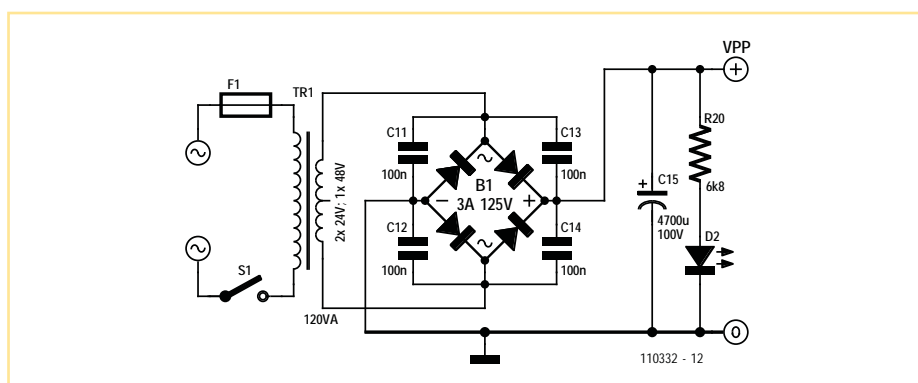 VPP
F1
TR1
R20
C11
C13
100n
100n
B1
3A 125V
2x 24V; 1x 48V
C15
6k8
4700u
100V
C12
C14
D2
100n
100n
S1
120VA
0
110332 - 12